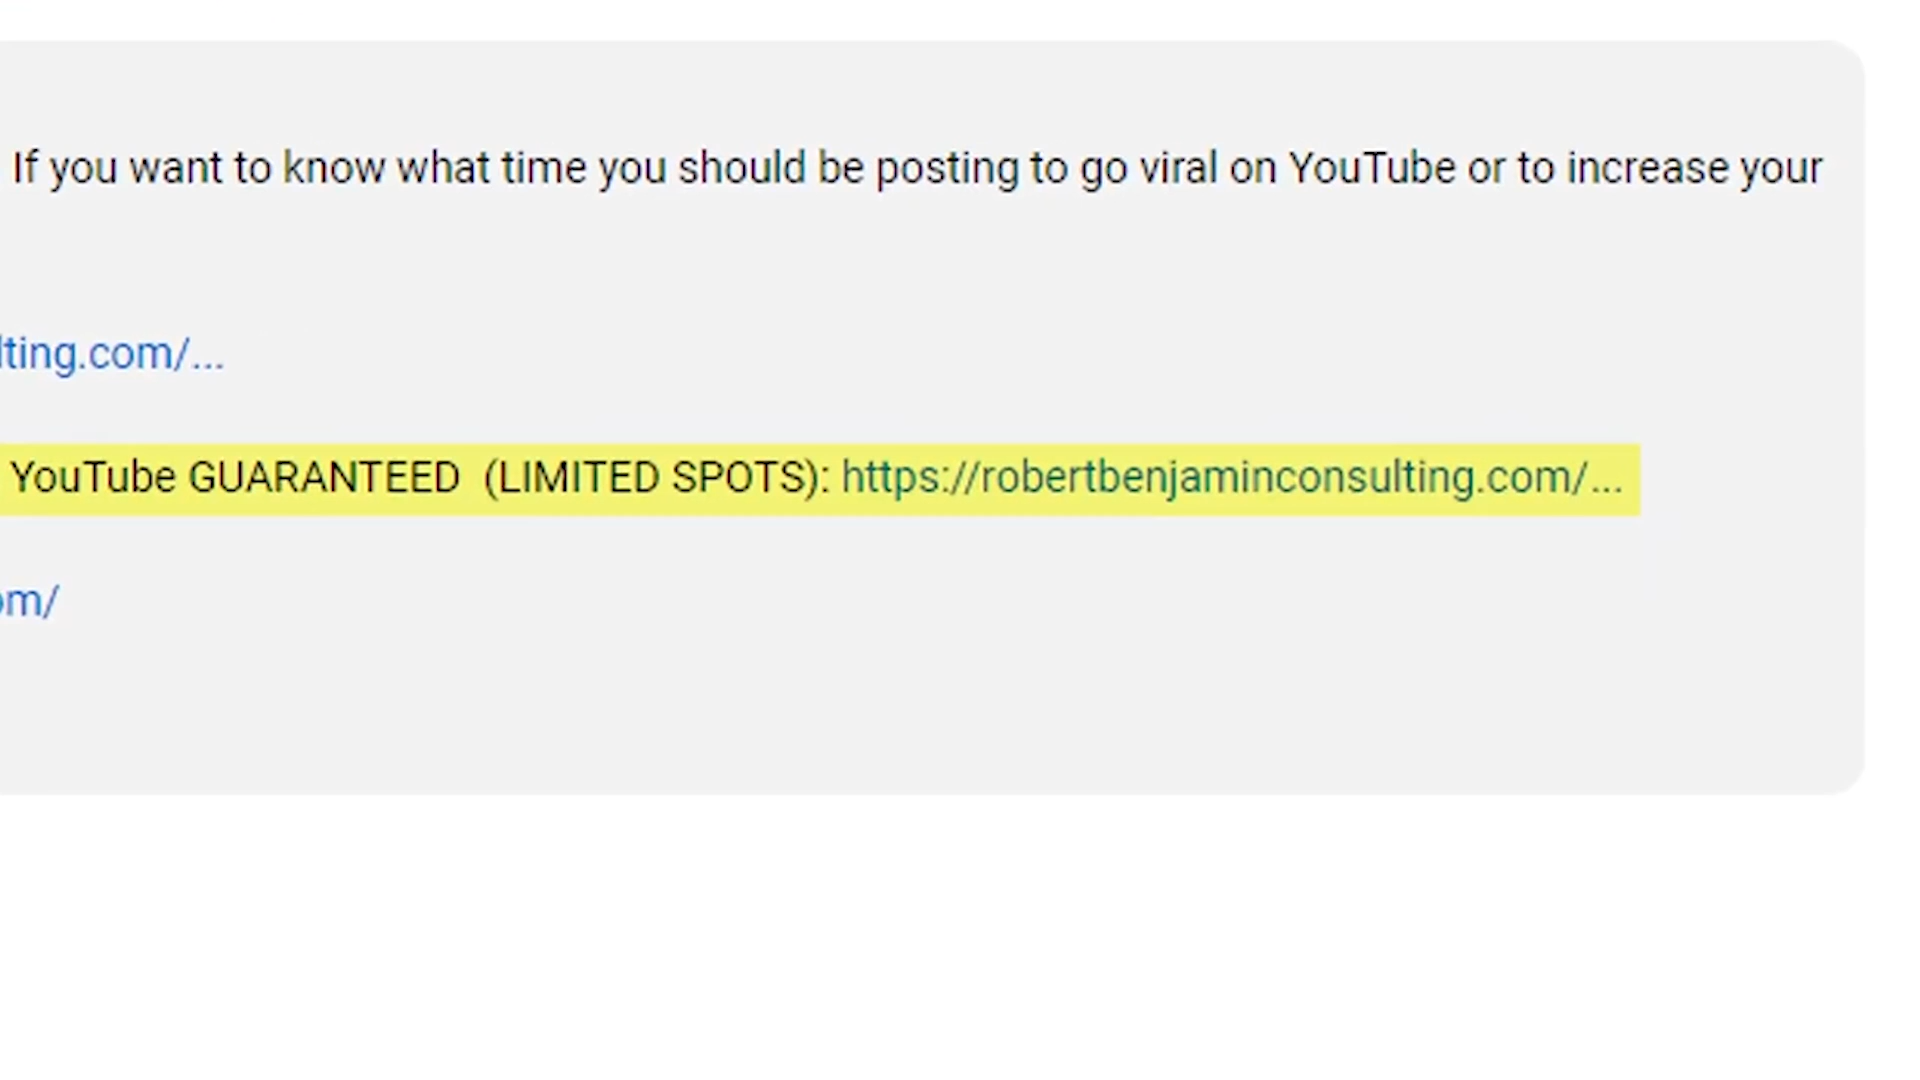 If you want to know what time you should be posting to go viral on YouTube or to increase your
lting.com/...
YouTube GUARANTEED (LIMITED SPOTS): https://robertbenjaminconsulting.com/...
om/